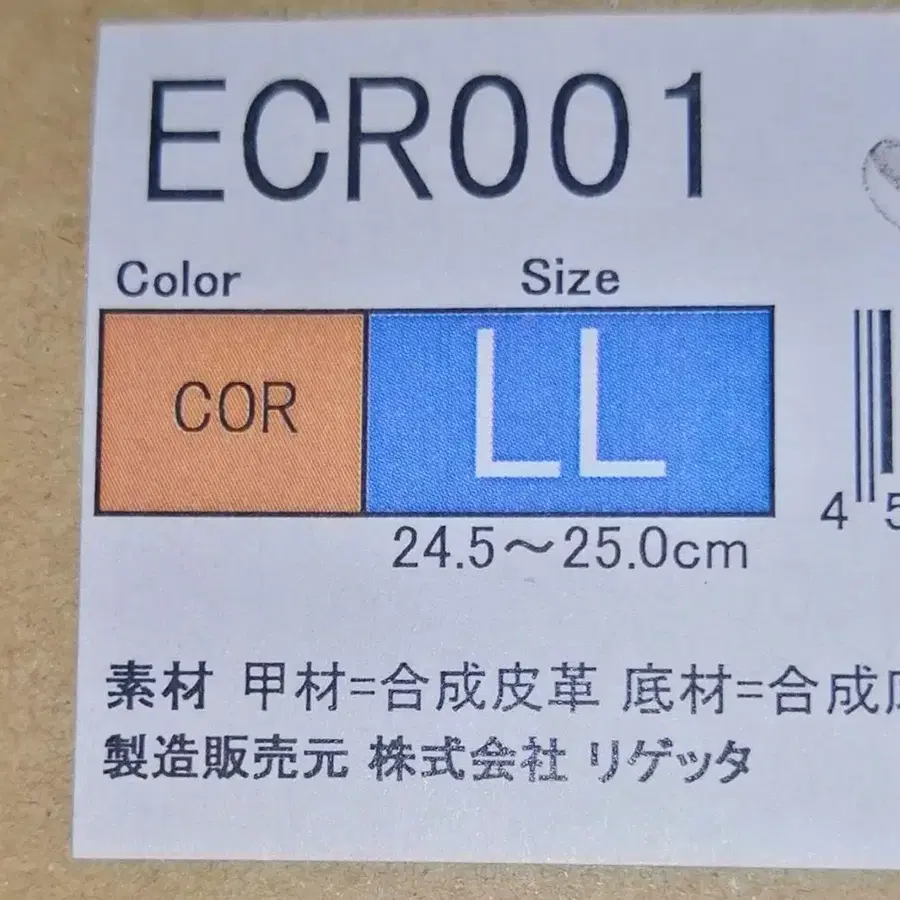 ECR001
Color Size
COR LL
24.5～25.0cm
4 5
素材 甲材=合成皮革 底材=合成
製造販売元 株式会社 リゲッタ